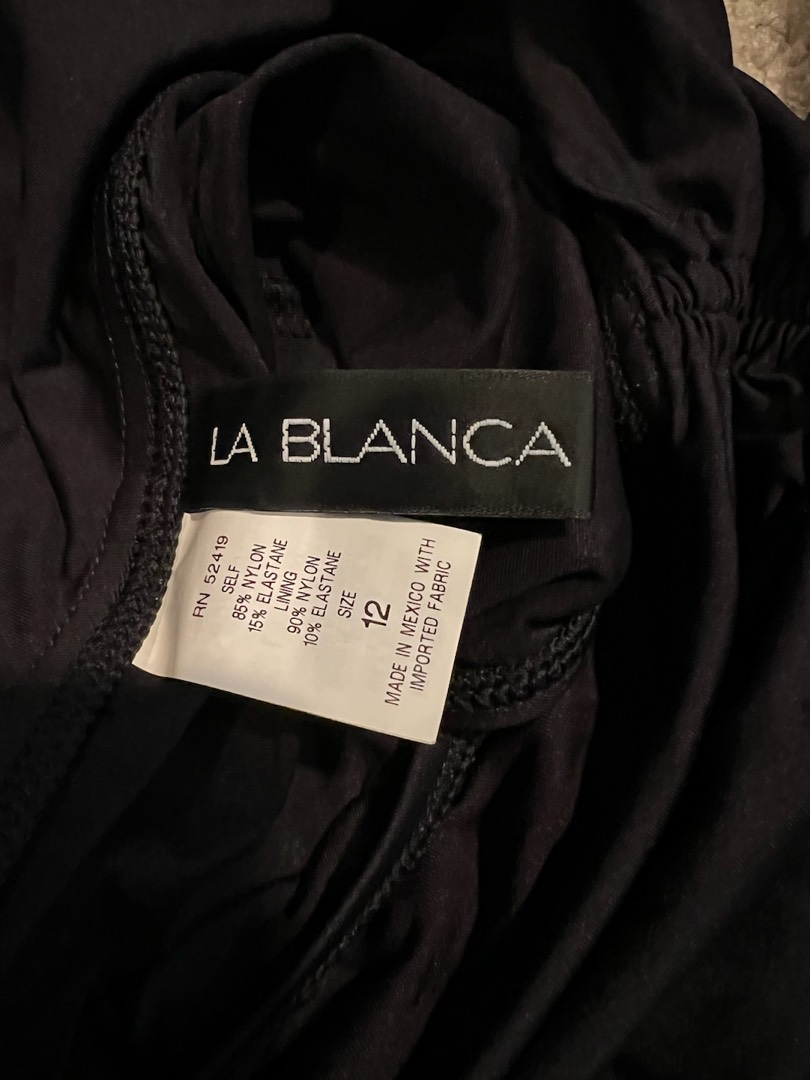 LA BLANCA
RN 52419
SELF
85% NYLON
15% ELASTANE
LINING
90% NYLON
10% ELASTANE
SIZE
12
MADE IN MEXICO WITH
IMPORTED FABRIC